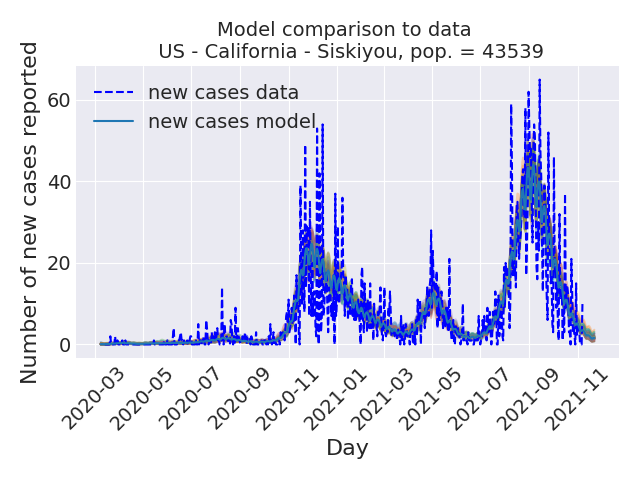 Model comparison to data
US - California - Siskiyou, pop. = 43539
new cases data
new cases model
Number of new cases reported
60
40
20
0
2020-03
2020-05
2020-07
2020-09
2020-11
2021-01
2021-03
2021-05
2021-07
2021-09
2021-11
Day